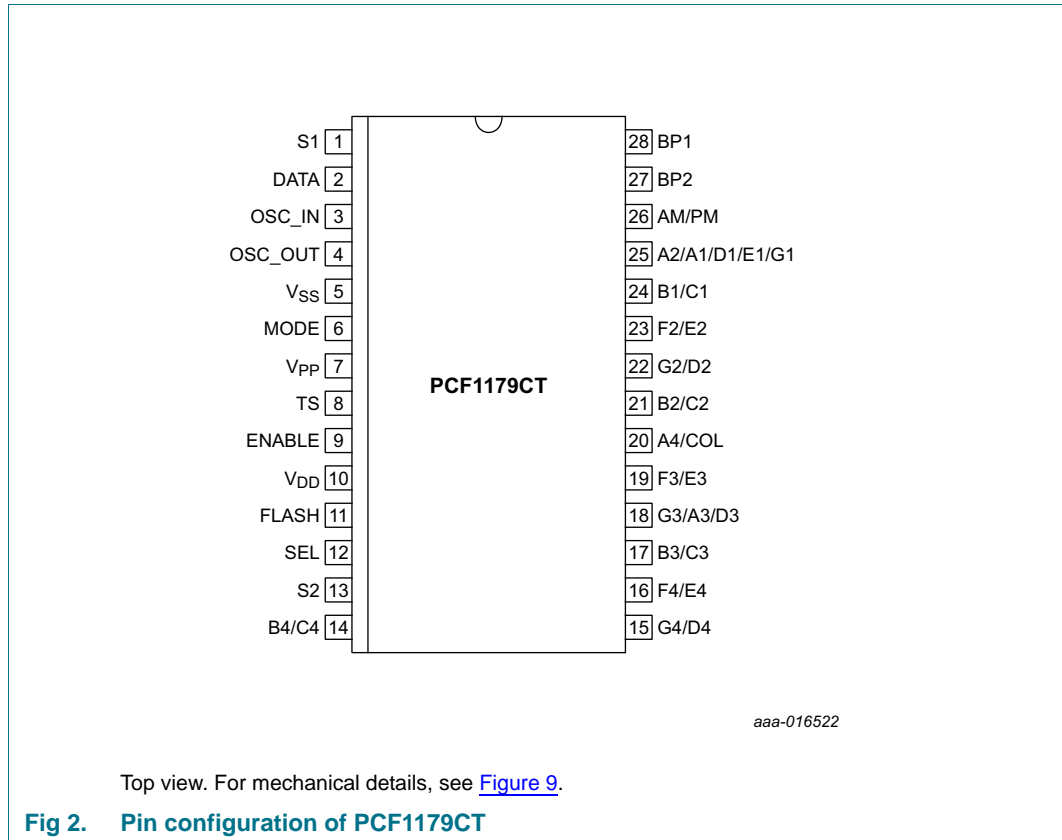 S1 1
DATA 2
OSC_IN 3
OSC_OUT 4
VSS 5
MODE 6
VPP 7
TS 8
ENABLE 9
VDD 10
FLASH 11
SEL 12
S2 13
B4/C4 14
PCF1179CT
28 BP1
27 BP2
26 AM/PM
25 A2/A1/D1/E1/G1
24 B1/C1
23 F2/E2
22 G2/D2
21 B2/C2
20 A4/COL
19 F3/E3
18 G3/A3/D3
17 B3/C3
16 F4/E4
15 G4/D4
aaa-016522
Top view. For mechanical details, see Figure 9.
Fig 2. Pin configuration of PCF1179CT